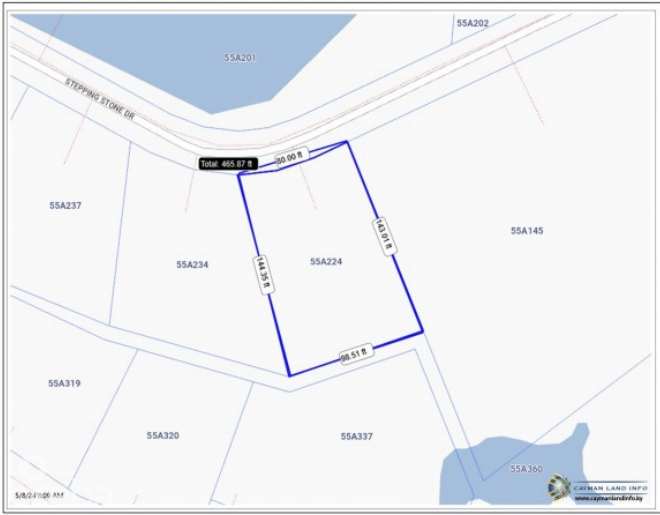 55A202
55A201
STEPPING STONE DR
Total: 465.87 ft
80.00 ft
55A237
143.01 ft
55A145
55A234
144.35 ft
55A224
98.51 ft
55A319
55A320
55A337
55A360
CAYMAN LAND INFO
www.caymanlandinfo.ky
AM